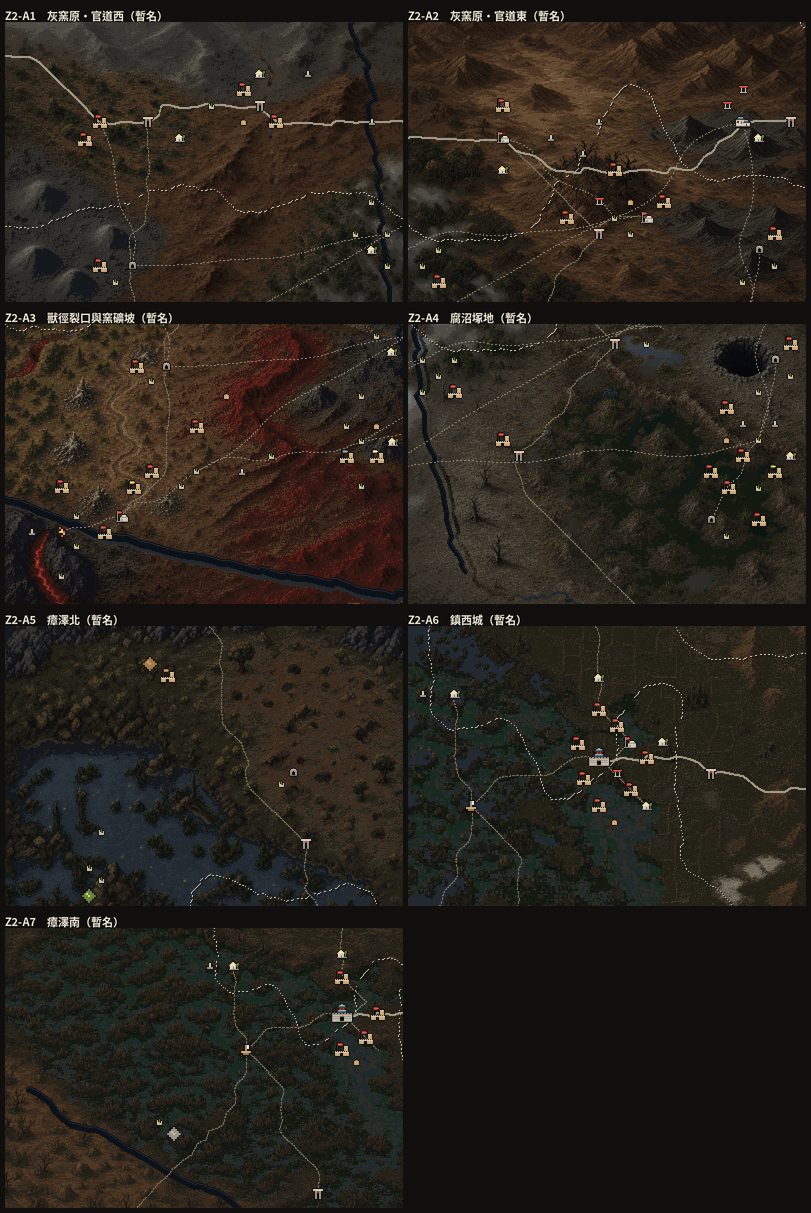 Z2-A1 灰窯原・官道西（暫名）
Z2-A2 灰窯原・官道東（暫名）
Z2-A3 獸徑裂口與窯礦坡（暫名）
Z2-A4 腐沼塚地（暫名）
Z2-A5 瘴澤北（暫名）
Z2-A6 鎮西城（暫名）
Z2-A7 瘴澤南（暫名）